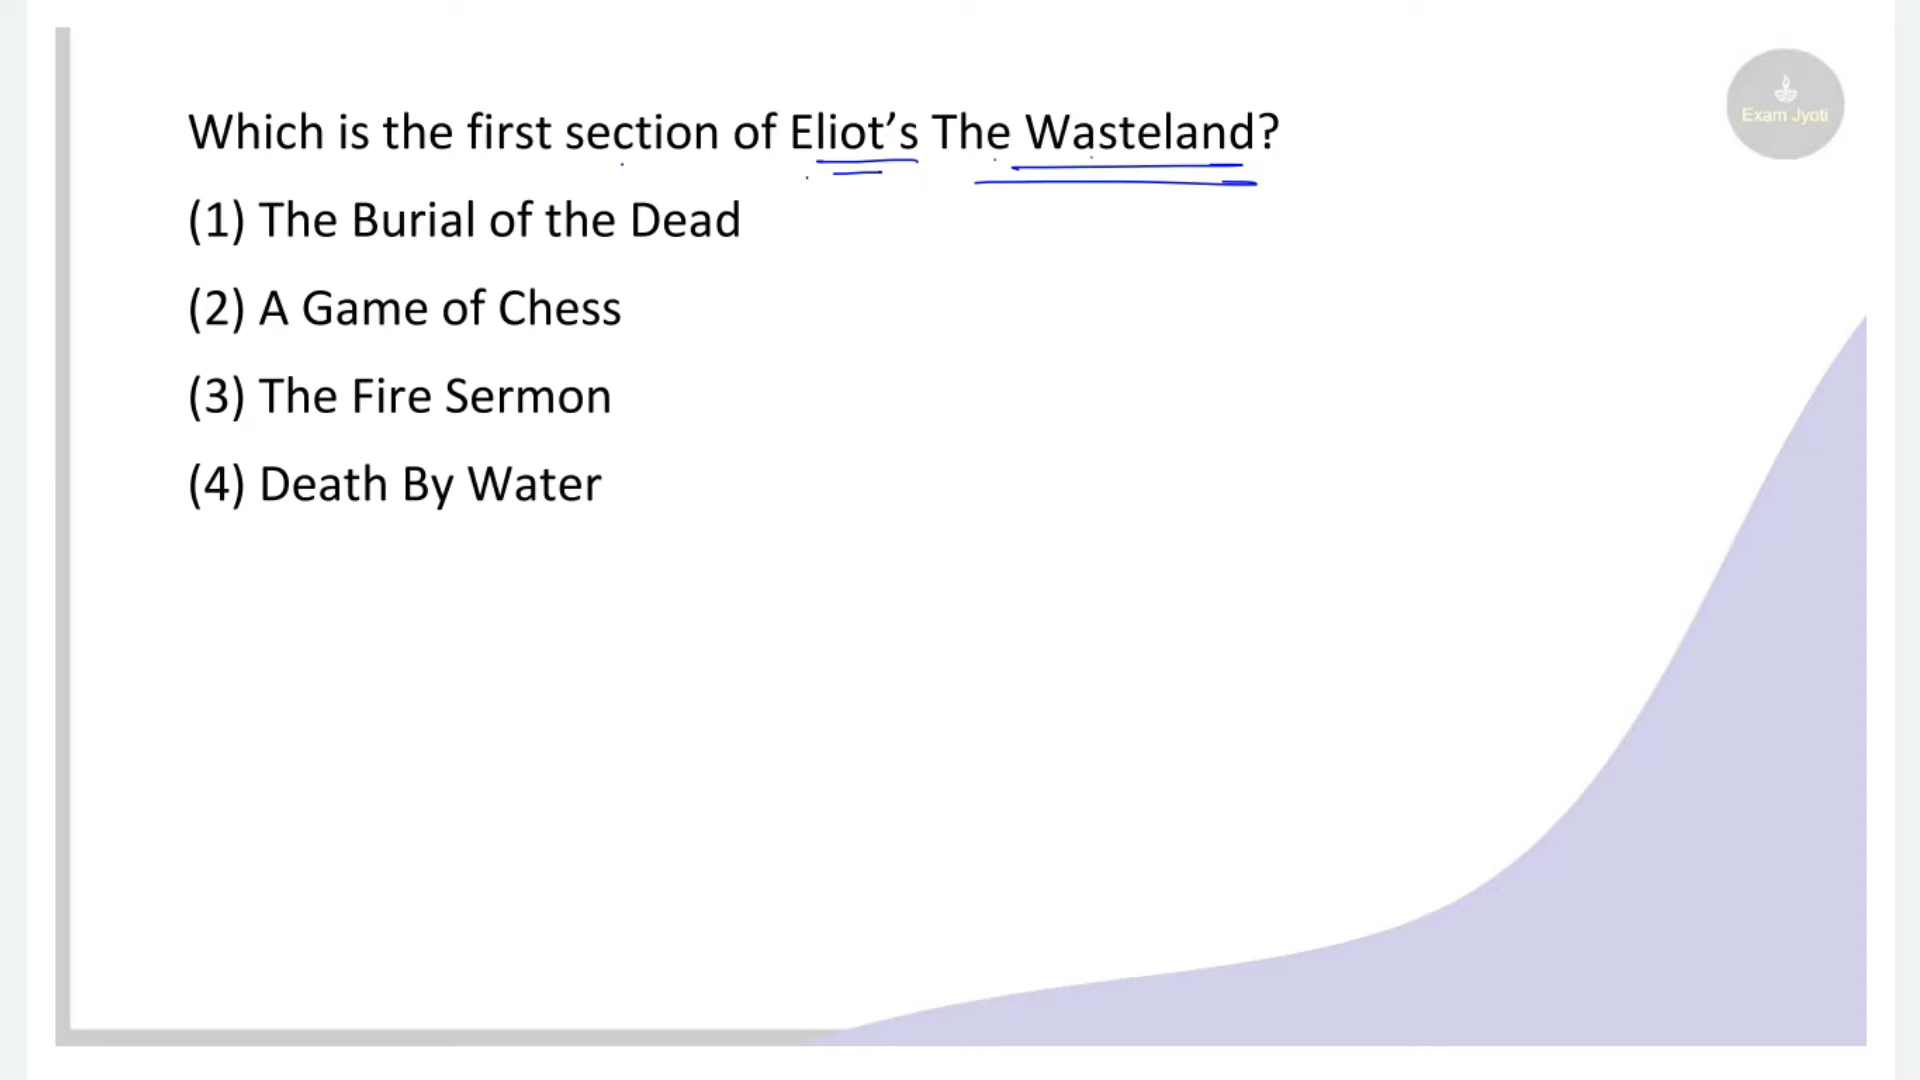 Exam Jyoti
Which is the first section of Eliot’s The Wasteland?
(1) The Burial of the Dead
(2) A Game of Chess
(3) The Fire Sermon
(4) Death By Water